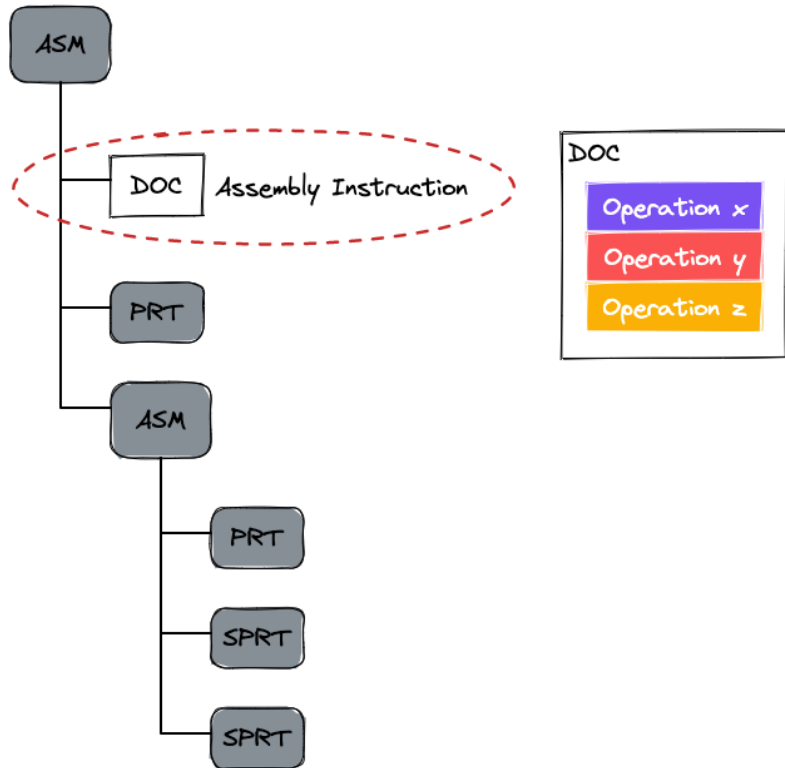 ASM
DOC Assembly Instruction
PRT
ASM
PRT
SPRT
SPRT
DOC
Operation x
Operation y
Operation z